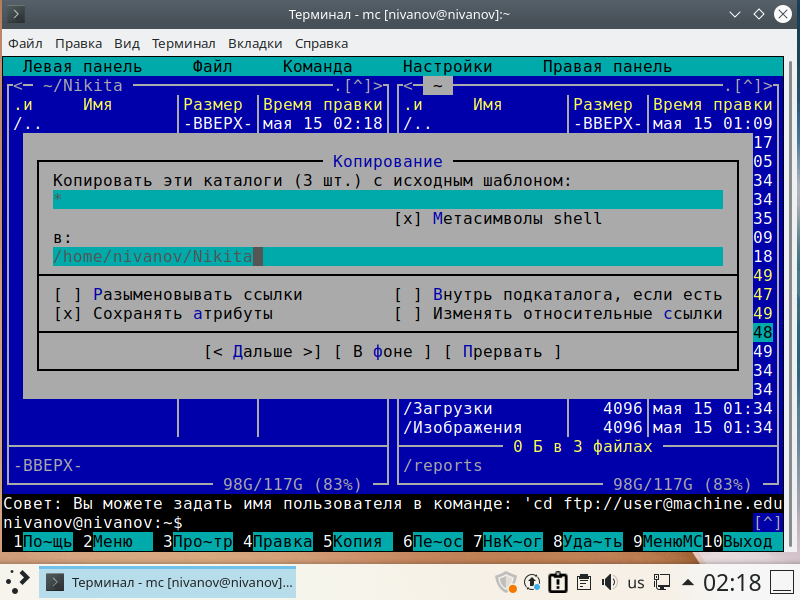 Терминал - mc [nivanov@nivanov]:~
Файл Правка Вид Терминал Вкладки Справка
Левая панель Файл Команда Настройки Правая панель
<─ ~/Nikita .[^]> <─ ~ .[^]>
.и Имя Размер Время правки .и Имя Размер Время правки
/.. -ВВЕРХ- мая 15 02:18 /.. -ВВЕРХ- мая 15 01:09
17
Копирование 05
Копировать эти каталоги (3 шт.) с исходным шаблоном: 34
* 34
[x] Метасимволы shell 35
в: 09
/home/nivanov/Nikita 18
49
[ ] Разыменовывать ссылки [ ] Внутрь подкаталога, если есть 47
[x] Сохранять атрибуты [ ] Изменять относительные ссылки 49
48
[< Дальше >] [ В фоне ] [ Прервать ] 49
34
34
/Загрузки 4096 мая 15 01:34
/Изображения 4096 мая 15 01:34
0 Б в 3 файлах
-ВВЕРХ- /reports
98G/117G (83%) 98G/117G (83%)
Совет: Вы можете задать имя пользователя в команде: 'cd ftp://user@machine.edu
nivanov@nivanov:~$ [^]
1По~щь 2Меню 3Про~тр 4Правка 5Копия 6Пе~ос 7НвК~ог 8Уда~ть 9МенюMC 10Выход
Терминал - mc [nivanov@nivanov]... us 02:18